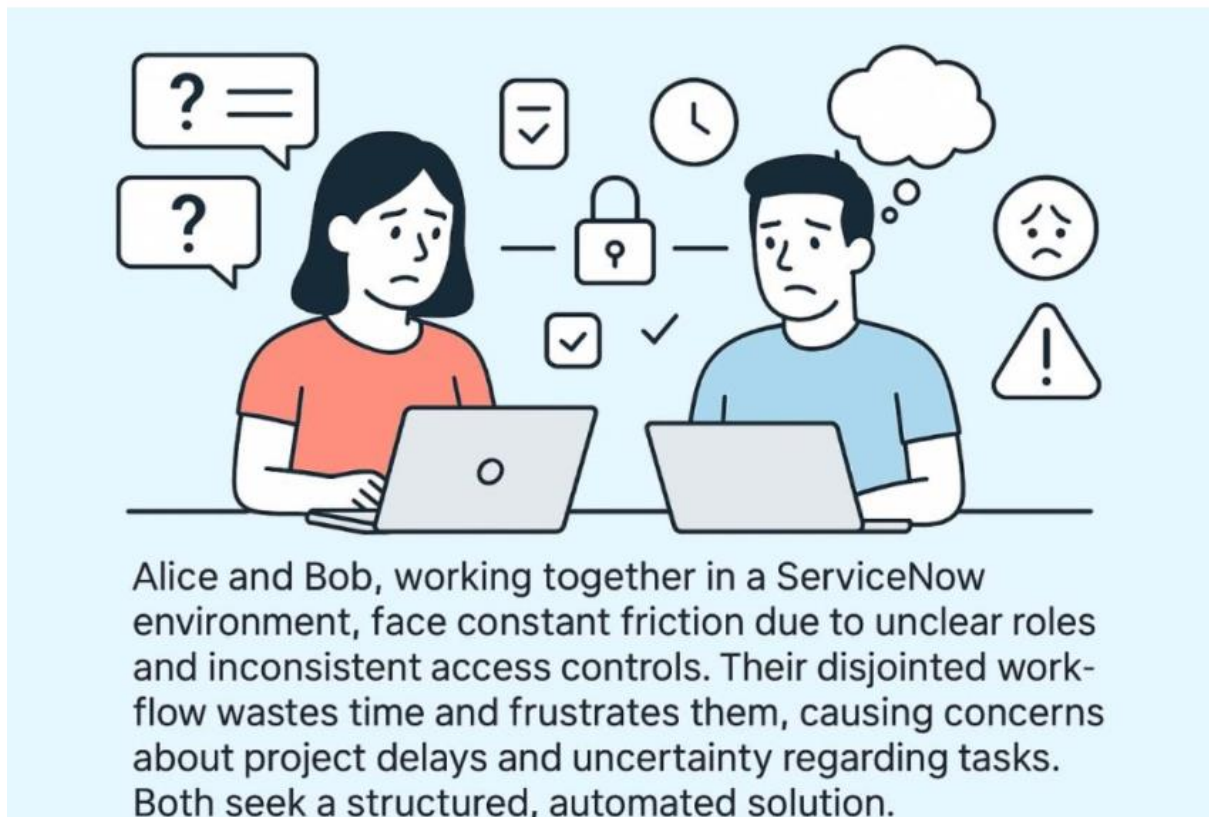 ?
?
Alice and Bob, working together in a ServiceNow
environment, face constant friction due to unclear roles
and inconsistent access controls. Their disjointed work-
flow wastes time and frustrates them, causing concerns
about project delays and uncertainty regarding tasks.
Both seek a structured, automated solution.